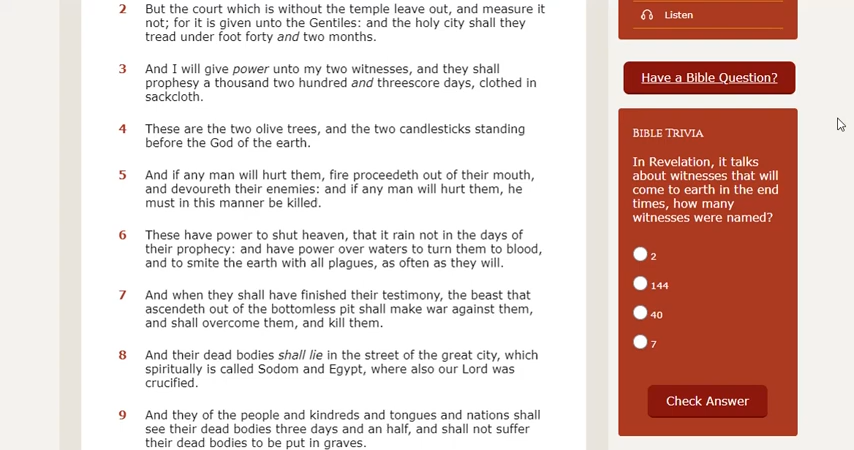 2 But the court which is without the temple leave out, and measure it
not; for it is given unto the Gentiles: and the holy city shall they
tread under foot forty and two months.
3 And I will give power unto my two witnesses, and they shall
prophesy a thousand two hundred and threescore days, clothed in
sackcloth.
4 These are the two olive trees, and the two candlesticks standing
before the God of the earth.
5 And if any man will hurt them, fire proceedeth out of their mouth,
and devoureth their enemies: and if any man will hurt them, he
must in this manner be killed.
6 These have power to shut heaven, that it rain not in the days of
their prophecy: and have power over waters to turn them to blood,
and to smite the earth with all plagues, as often as they will.
7 And when they shall have finished their testimony, the beast that
ascendeth out of the bottomless pit shall make war against them,
and shall overcome them, and kill them.
8 And their dead bodies shall lie in the street of the great city, which
spiritually is called Sodom and Egypt, where also our Lord was
crucified.
9 And they of the people and kindreds and tongues and nations shall
see their dead bodies three days and an half, and shall not suffer
their dead bodies to be put in graves.
Listen
Have a Bible Question?
BIBLE TRIVIA
In Revelation, it talks
about witnesses that will
come to earth in the end
times, how many
witnesses were named?
2
144
40
7
Check Answer